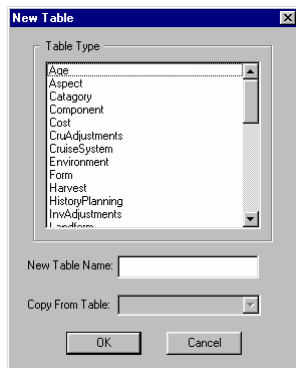 New Table
Table Type
Age
Aspect
Catagory
Component
Cost
CruAdjustments
CruiseSystem
Environment
Form
Harvest
HistoryPlanning
InvAdjustments
Landform
New Table Name:
Copy From Table:
OK
Cancel